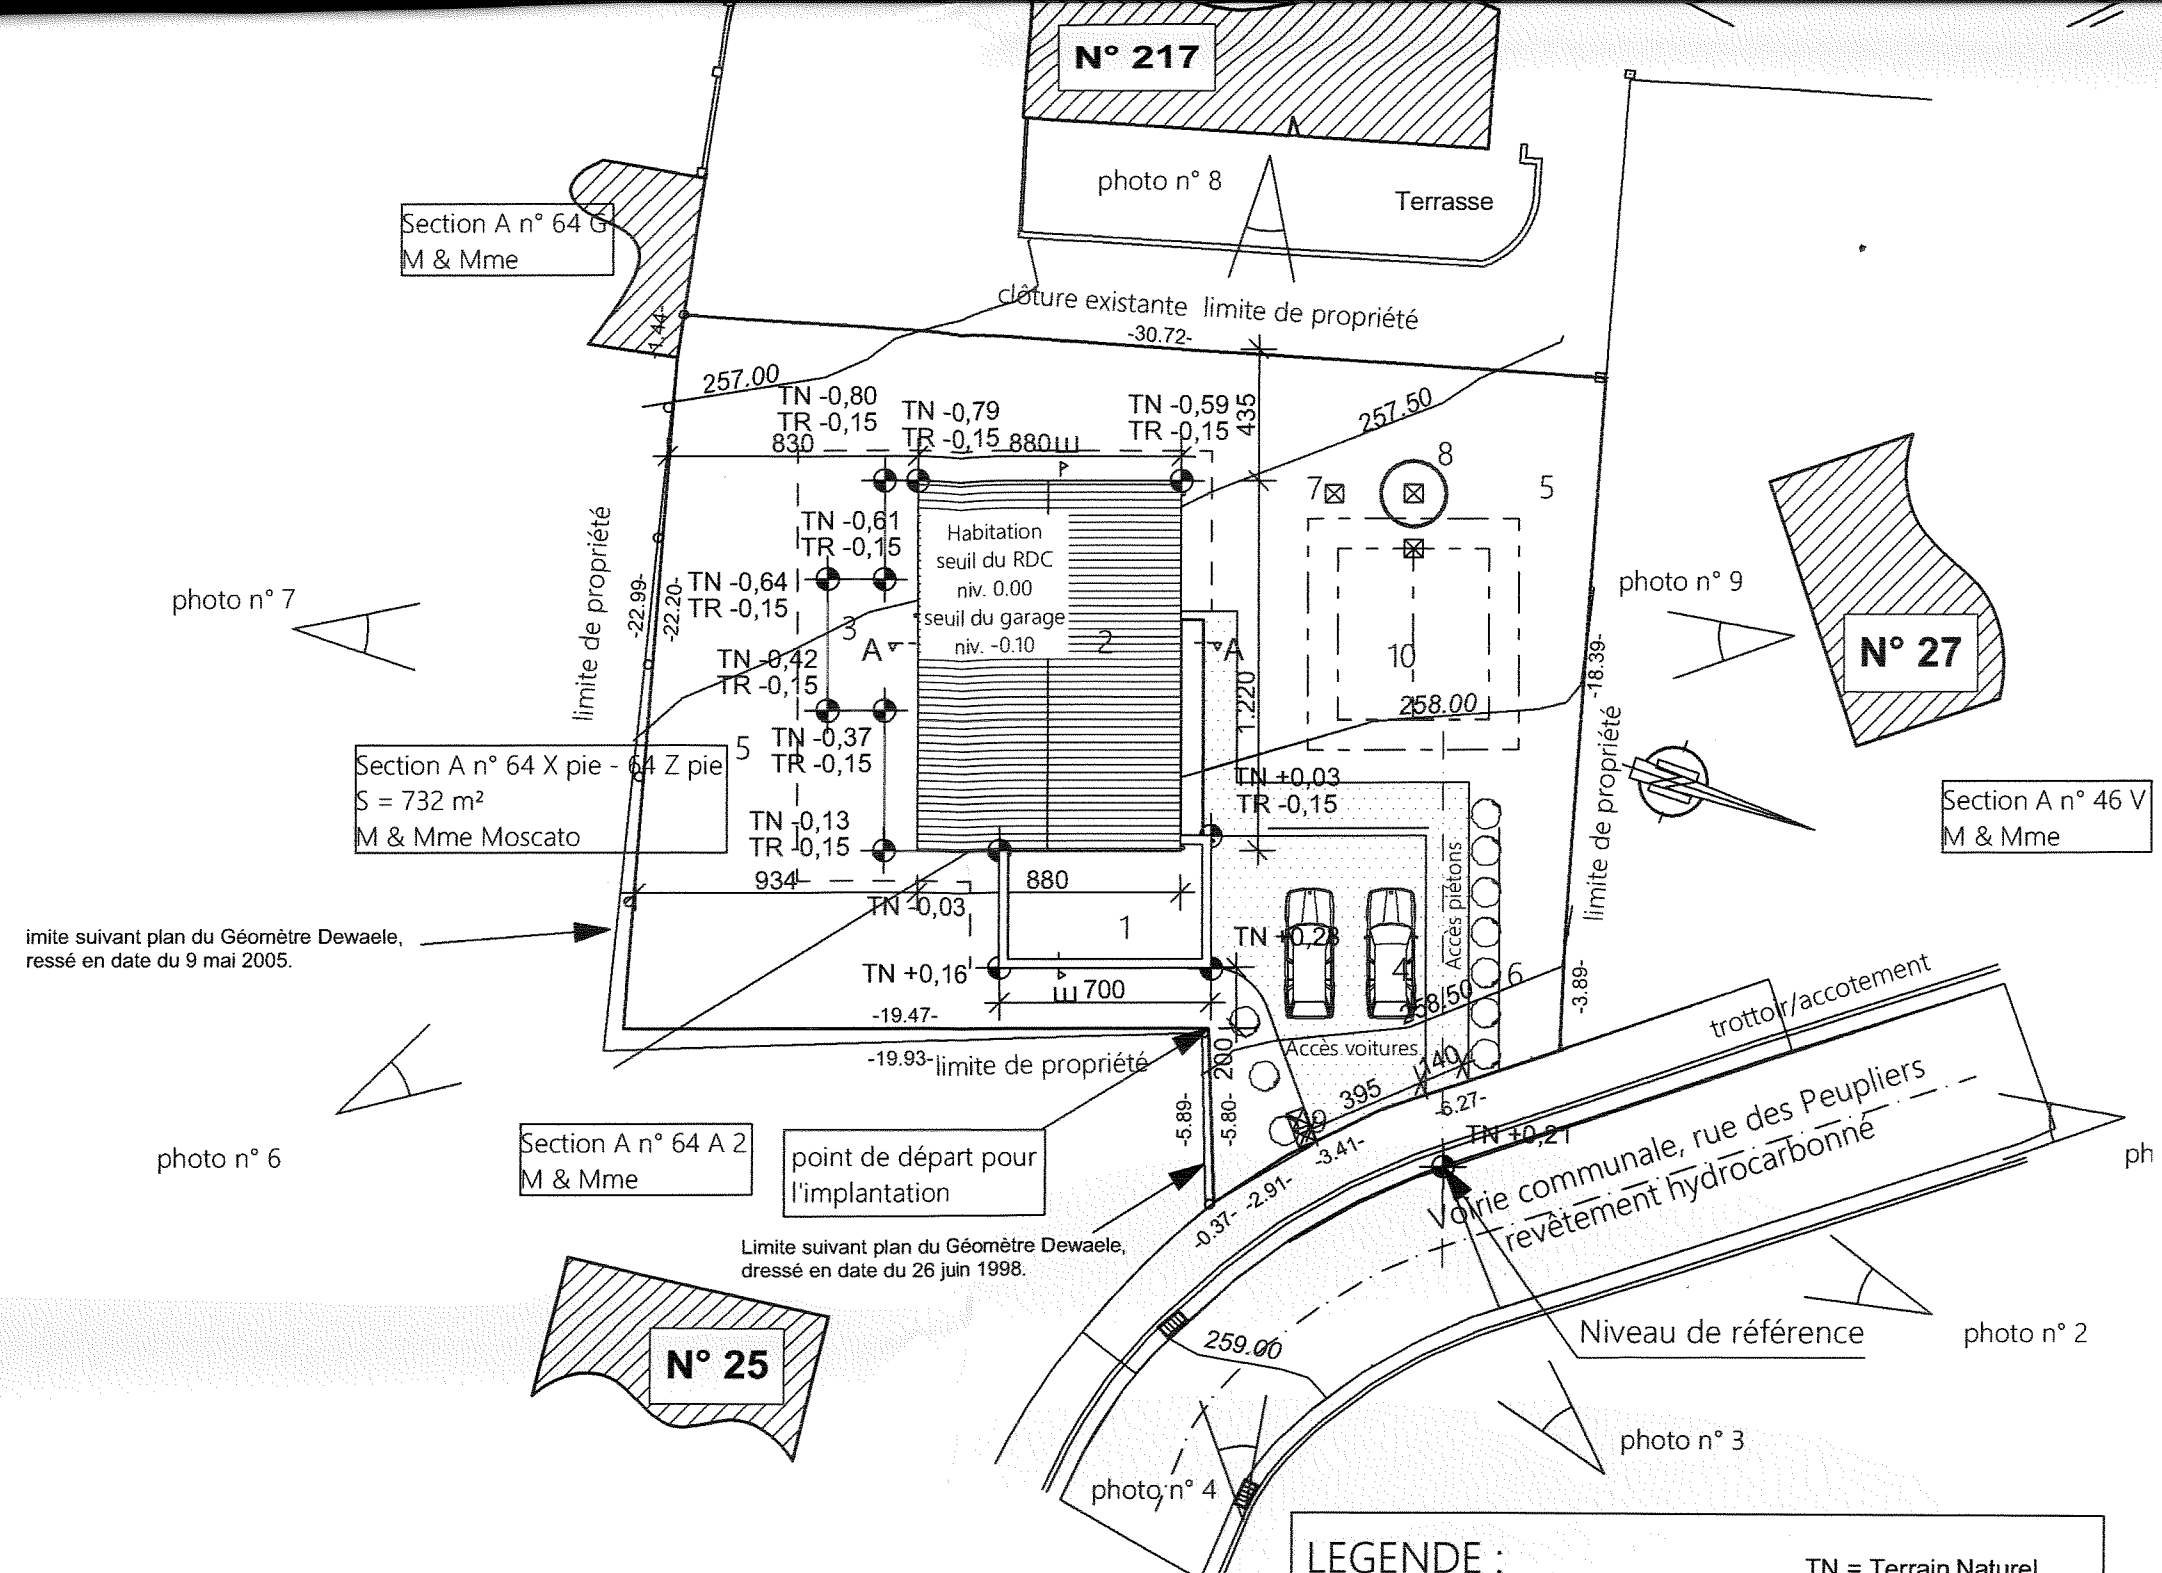 N° 217
photo n° 8
Terrasse
Section A n° 64 G
M & Mme
clôture existante limite de propriété
-1.44-
-30.72-
257.00
TN -0,80
TR -0,15
TN -0,79
TR -0,15
TN -0,59
TR -0,15
435
257.50
830
880
8
7
5
TN -0,61
TR -0,15
Habitation
seuil du RDC
niv. 0.00
seuil du garage
niv. -0.10
limite de propriété
-22.99-
-22.20-
TN -0,64
TR -0,15
photo n° 7
photo n° 9
3
2
A
A
10
N° 27
TN -0,42
TR -0,15
1.220
258.00
-18.39-
5
TN -0,37
TR -0,15
Section A n° 64 X pie - 64 Z pie
S = 732 m²
M & Mme Moscato
TN +0,03
TR -0,15
limite de propriété
Section A n° 46 V
M & Mme
TN -0,13
TR -0,15
934
880
TN -0,03
1
TN +0,28
Accès piétons
4
6
imite suivant plan du Géomètre Dewaele,
ressé en date du 9 mai 2005.
TN +0,16
700
258.50
-3.89-
trottoir/accotement
-19.47-
-19.93-
limite de propriété
200
Accès voitures
140
395
-6.27-
-5.89-
-5.80-
9
-3.41-
TN +0,21
photo n° 6
Section A n° 64 A 2
M & Mme
point de départ pour
l'implantation
ph
Voirie communale, rue des Peupliers
revêtement hydrocarbonné
-0.37-
-2.91-
Limite suivant plan du Géomètre Dewaele,
dressé en date du 26 juin 1998.
N° 25
259.00
Niveau de référence
photo n° 2
photo n° 3
photo n° 4
LEGENDE :
TN = Terrain Naturel